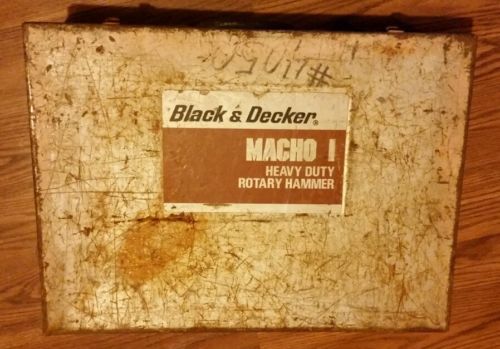 Black & Decker®
MACHO I
HEAVY DUTY
ROTARY HAMMER